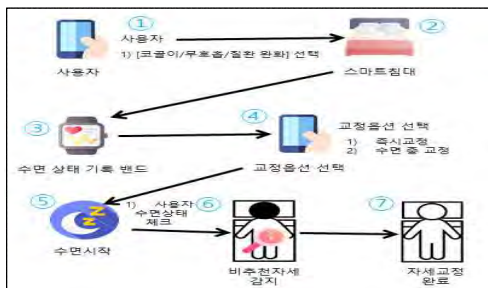 ①
사용자
1) [코골이/무호흡/질환 완화] 선택
②
사용자
스마트침대
③
④
교정옵션 선택
1) 즉시교정
2) 수면 중 교정
수면 상태 기록 밴드
교정옵션 선택
⑤
1) 사용자
수면상태
체크
⑥
⑦
z
z
수면시작
비추천자세
감지
자세교정
완료